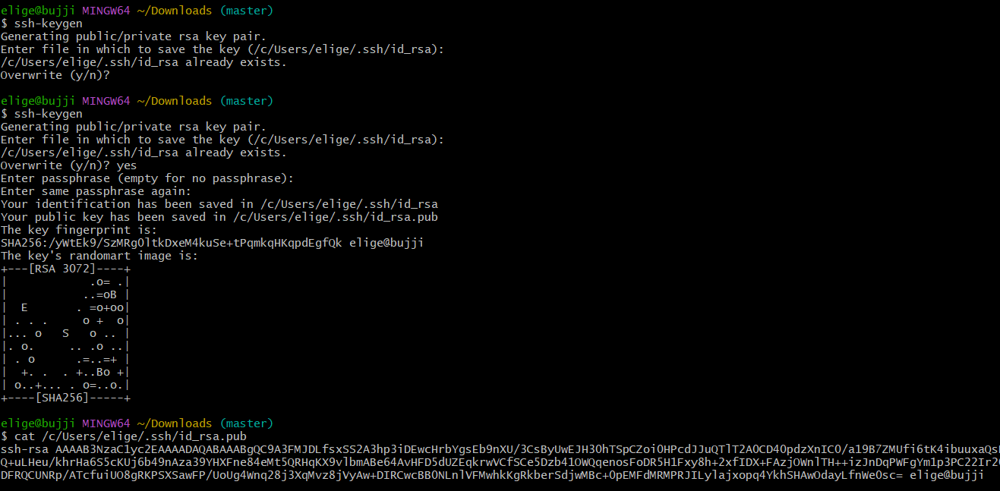 elige@bujji MINGW64 ~/Downloads (master)
$ ssh-keygen
Generating public/private rsa key pair.
Enter file in which to save the key (/c/Users/elige/.ssh/id_rsa):
/c/Users/elige/.ssh/id_rsa already exists.
Overwrite (y/n)?
elige@bujji MINGW64 ~/Downloads (master)
$ ssh-keygen
Generating public/private rsa key pair.
Enter file in which to save the key (/c/Users/elige/.ssh/id_rsa):
/c/Users/elige/.ssh/id_rsa already exists.
Overwrite (y/n)? yes
Enter passphrase (empty for no passphrase):
Enter same passphrase again:
Your identification has been saved in /c/Users/elige/.ssh/id_rsa
Your public key has been saved in /c/Users/elige/.ssh/id_rsa.pub
The key fingerprint is:
SHA256:/yWtEk9/SzMRgOltkDxeM4kuSe+tPqmkqHKqpdEgfQk elige@bujji
The key's randomart image is:
+---[RSA 3072]----+
|             .o= .|
|            ..=oB |
|  E        . =o+oo|
| . . .      o +  o|
|... o   S   o .. |
|. o.     .. .o ..|
| . o      .=..=+ |
|  +. .  . +..Bo +|
| o..+... . o=..o.|
+----[SHA256]-----+
elige@bujji MINGW64 ~/Downloads (master)
$ cat /c/Users/elige/.ssh/id_rsa.pub
ssh-rsa AAAAB3NzaC1yc2EAAAADAQABAAABgQC9A3FMJDLfsxSS2A3hp3iDEwcHrbYgsEb9nXU/3CsByUwEJH3OhTSpCZoi0HPcdJJuQTlT2A0CD40pdzXnIC0/a19B7ZMUfi6tK4ibuuxaQsL
Q+uLHeu/khrHa6S5cKUj6b49nAza39YHXFne84eMt5QRHqKX9vlbmABe64AvHFD5dUZEqkrwVCfSCe5Dzb41OWQqenosFoDR5H1Fxy8h+2xfIDX+FAzjOWnlTH++izJnDqPWFgYm1p3PC22Ir20
DFRQCUNRp/ATcfuiUO8gRKPSXSawFP/UoUg4Wnq28j3XqMvz8jVyAw+DIRCwcBB0NLnlVFMwhkKgRkberSdjwMBc+0pEMFdMRMPRJILylajxopq4YkhSHAwOdayLfnWeOsc= elige@bujji